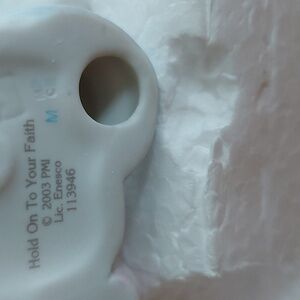 Hold On To Your Faith
© 2003 PMI
Lic. Enesco
113946
M